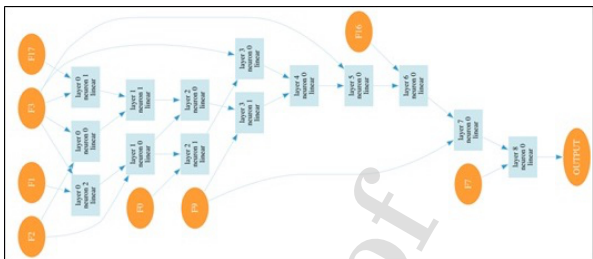 F17
F3
F1
F2
layer 0
neuron 1
linear
layer 0
neuron 0
linear
layer 0
neuron 2
linear
layer 1
neuron 1
linear
layer 1
neuron 0
linear
F0
layer 2
neuron 0
linear
layer 2
neuron 1
linear
F9
layer 3
neuron 0
linear
layer 3
neuron 1
linear
layer 4
neuron 0
linear
F16
layer 5
neuron 0
linear
layer 6
neuron 0
linear
layer 7
neuron 0
linear
F7
layer 8
neuron 0
linear
OUTPUT
of